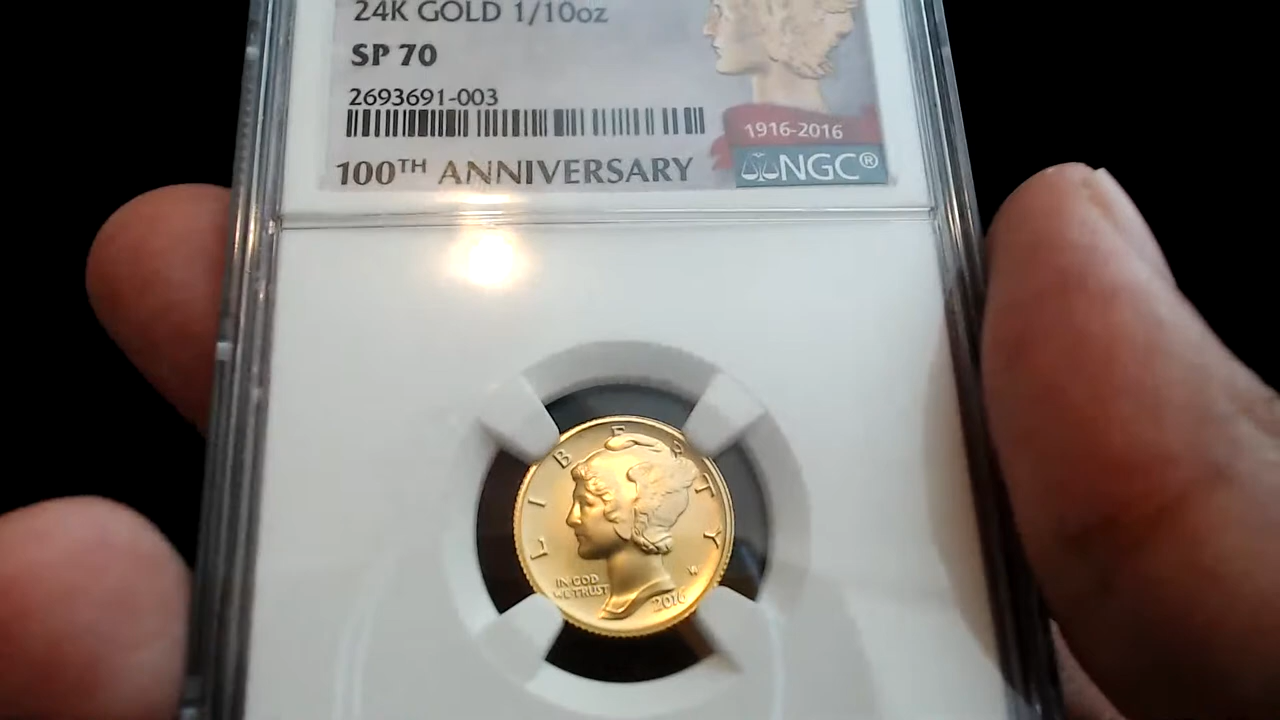 24K GOLD 1/10oz
SP 70
2693691-003
100TH ANNIVERSARY
1916-2016
NGC®
LIBERTY
IN GOD
WE TRUST
2016
W